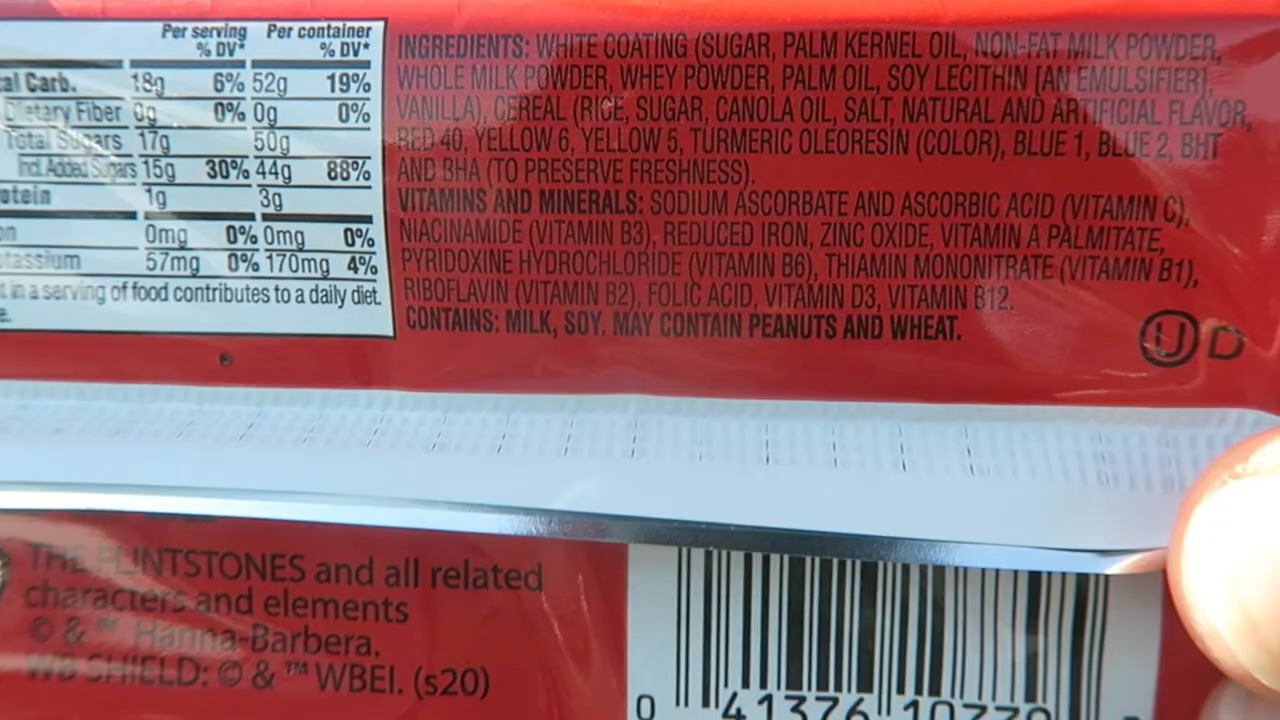 Per serving Per container
% DV* % DV*
al Carb. 18g 6% 52g 19%
Dietary Fiber 0g 0% 0g 0%
Total Sugars 17g 50g
Incl. Added Sugars 15g 30% 44g 88%
otein 1g 3g
on 0mg 0% 0mg 0%
tassium 57mg 0% 170mg 4%
t in a serving of food contributes to a daily diet.
e.
INGREDIENTS: WHITE COATING (SUGAR, PALM KERNEL OIL, NON-FAT MILK POWDER,
WHOLE MILK POWDER, WHEY POWDER, PALM OIL, SOY LECITHIN [AN EMULSIFIER],
VANILLA), CEREAL (RICE, SUGAR, CANOLA OIL, SALT, NATURAL AND ARTIFICIAL FLAVOR,
RED 40, YELLOW 6, YELLOW 5, TURMERIC OLEORESIN (COLOR), BLUE 1, BLUE 2, BHT
AND BHA (TO PRESERVE FRESHNESS).
VITAMINS AND MINERALS: SODIUM ASCORBATE AND ASCORBIC ACID (VITAMIN C),
NIACINAMIDE (VITAMIN B3), REDUCED IRON, ZINC OXIDE, VITAMIN A PALMITATE,
PYRIDOXINE HYDROCHLORIDE (VITAMIN B6), THIAMIN MONONITRATE (VITAMIN B1),
RIBOFLAVIN (VITAMIN B2), FOLIC ACID, VITAMIN D3, VITAMIN B12.
CONTAINS: MILK, SOY. MAY CONTAIN PEANUTS AND WHEAT.
U D
THE FLINTSTONES and all related
characters and elements
© & ™ Hanna-Barbera.
WB SHIELD: © & ™ WBEI. (s20)
0 41376 10770